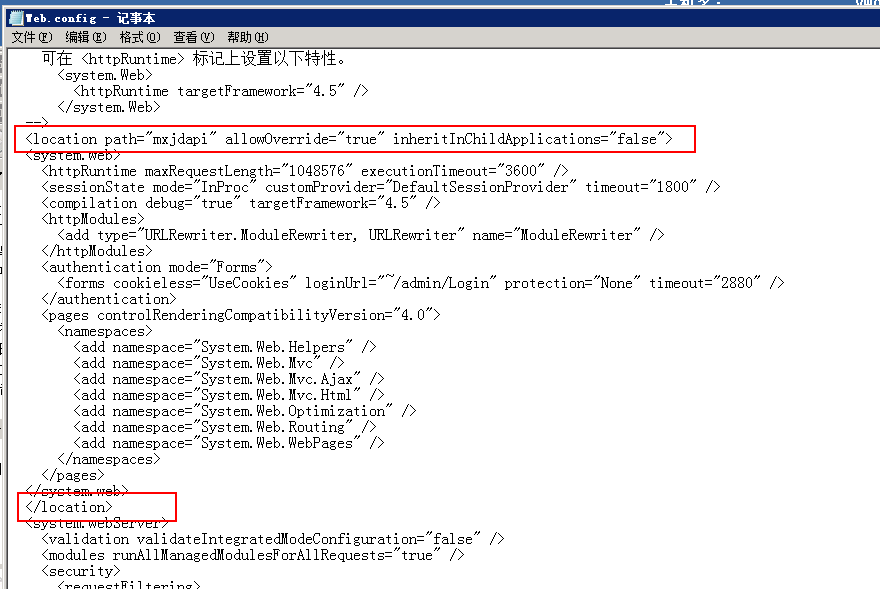 Web.config - 记事本
文件(F) 编辑(E) 格式(O) 查看(V) 帮助(H)
可在 <httpRuntime> 标记上设置以下特性。
<system.Web>
<httpRuntime targetFramework="4.5" />
</system.Web>
-->
<location path="mxjdapi" allowOverride="true" inheritInChildApplications="false">
<system.web>
<httpRuntime maxRequestLength="1048576" executionTimeout="3600" />
<sessionState mode="InProc" customProvider="DefaultSessionProvider" timeout="1800" />
<compilation debug="true" targetFramework="4.5" />
<httpModules>
<add type="URLRewriter.ModuleRewriter, URLRewriter" name="ModuleRewriter" />
</httpModules>
<authentication mode="Forms">
<forms cookieless="UseCookies" loginUrl="~/admin/Login" protection="None" timeout="2880" />
</authentication>
<pages controlRenderingCompatibilityVersion="4.0">
<namespaces>
<add namespace="System.Web.Helpers" />
<add namespace="System.Web.Mvc" />
<add namespace="System.Web.Mvc.Ajax" />
<add namespace="System.Web.Mvc.Html" />
<add namespace="System.Web.Optimization" />
<add namespace="System.Web.Routing" />
<add namespace="System.Web.WebPages" />
</namespaces>
</pages>
</system.web>
</location>
<system.webServer>
<validation validateIntegratedModeConfiguration="false" />
<modules runAllManagedModulesForAllRequests="true" />
<security>
<requestFiltering>